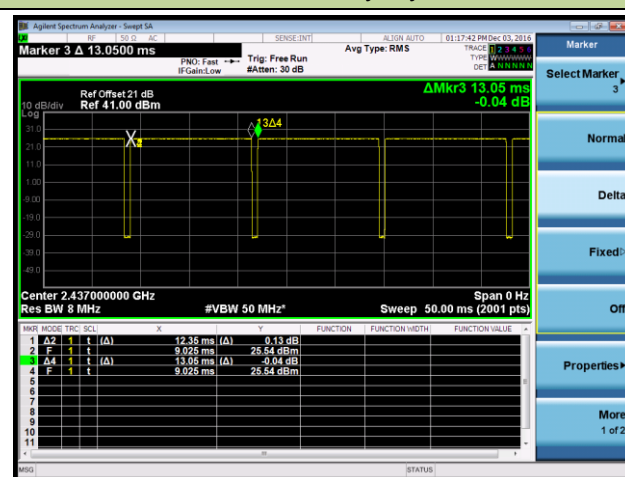 Agilent Spectrum Analyzer - Swept SA
RF 50 Ω AC SENSE:INT ALIGN AUTO 01:17:42 PM Dec 03, 2016
Marker 3 Δ 13.0500 ms
PNO: Fast
IFGain:Low
Trig: Free Run
#Atten: 30 dB
Avg Type: RMS
TRACE 1 2 3 4 5 6
TYPE WWWWWW
DET A N N N N N
Ref Offset 21 dB
10 dB/div Ref 41.00 dBm
Log
ΔMkr3 13.05 ms
-0.04 dB
31.0
21.0
11.0
1.00
-9.00
-19.0
-29.0
-39.0
-49.0
X2
13Δ4
Center 2.437000000 GHz Span 0 Hz
Res BW 8 MHz #VBW 50 MHz* Sweep 50.00 ms (2001 pts)
MKR MODE TRC SCL X Y FUNCTION FUNCTION WIDTH FUNCTION VALUE
1 Δ2 1 t (Δ) 12.35 ms (Δ) 0.13 dB
2 F 1 t 9.025 ms 25.54 dBm
3 Δ4 1 t (Δ) 13.05 ms (Δ) -0.04 dB
4 F 1 t 9.025 ms 25.54 dBm
5
6
7
8
9
10
11
MSG STATUS
Marker
Select Marker
3
Normal
Delta
Fixed
Off
Properties
More
1 of 2